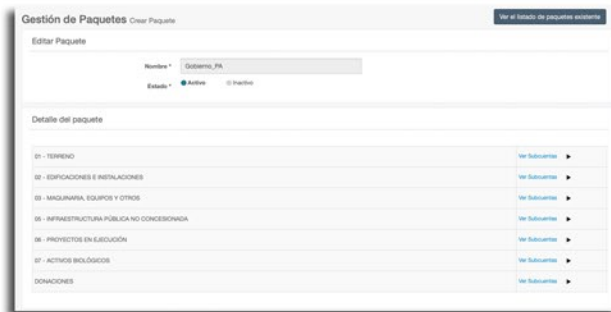 Gestión de Paquetes Crear Paquete
Ver el listado de paquetes existente
Editar Paquete
Nombre * Gobierno_PA
Estado * Activo Inactivo
Detalle del paquete
01 - TERRENO Ver Subcuentas
02 - EDIFICACIONES E INSTALACIONES Ver Subcuentas
03 - MAQUINARIA, EQUIPOS Y OTROS Ver Subcuentas
05 - INFRAESTRUCTURA PÚBLICA NO CONCESIONADA Ver Subcuentas
06 - PROYECTOS EN EJECUCIÓN Ver Subcuentas
07 - ACTIVOS BIOLÓGICOS Ver Subcuentas
DONACIONES Ver Subcuentas